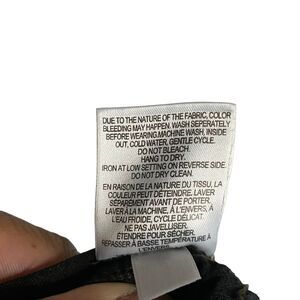 DUE TO THE NATURE OF THE FABRIC, COLOR
BLEEDING MAY HAPPEN. WASH SEPERATELY
BEFORE WEARING.MACHINE WASH, INSIDE
OUT, COLD WATER, GENTLE CYCLE.
DO NOT BLEACH.
HANG TO DRY.
IRON AT LOW SETTING ON REVERSE SIDE
DO NOT DRY CLEAN.
EN RAISON DE LA NATURE DU TISSU, LA
COULEUR PEUT DÉTEINDRE. LAVER
SÉPARÉMENT AVANT DE PORTER.
LAVER À LA MACHINE, À L'ENVERS, À
L'EAU FROIDE, CYCLE DÉLICAT.
NE PAS JAVELLISER.
ÉTENDRE POUR SÉCHER.
REPASSER À BASSE TEMPÉRATURE À
L'ENVERS